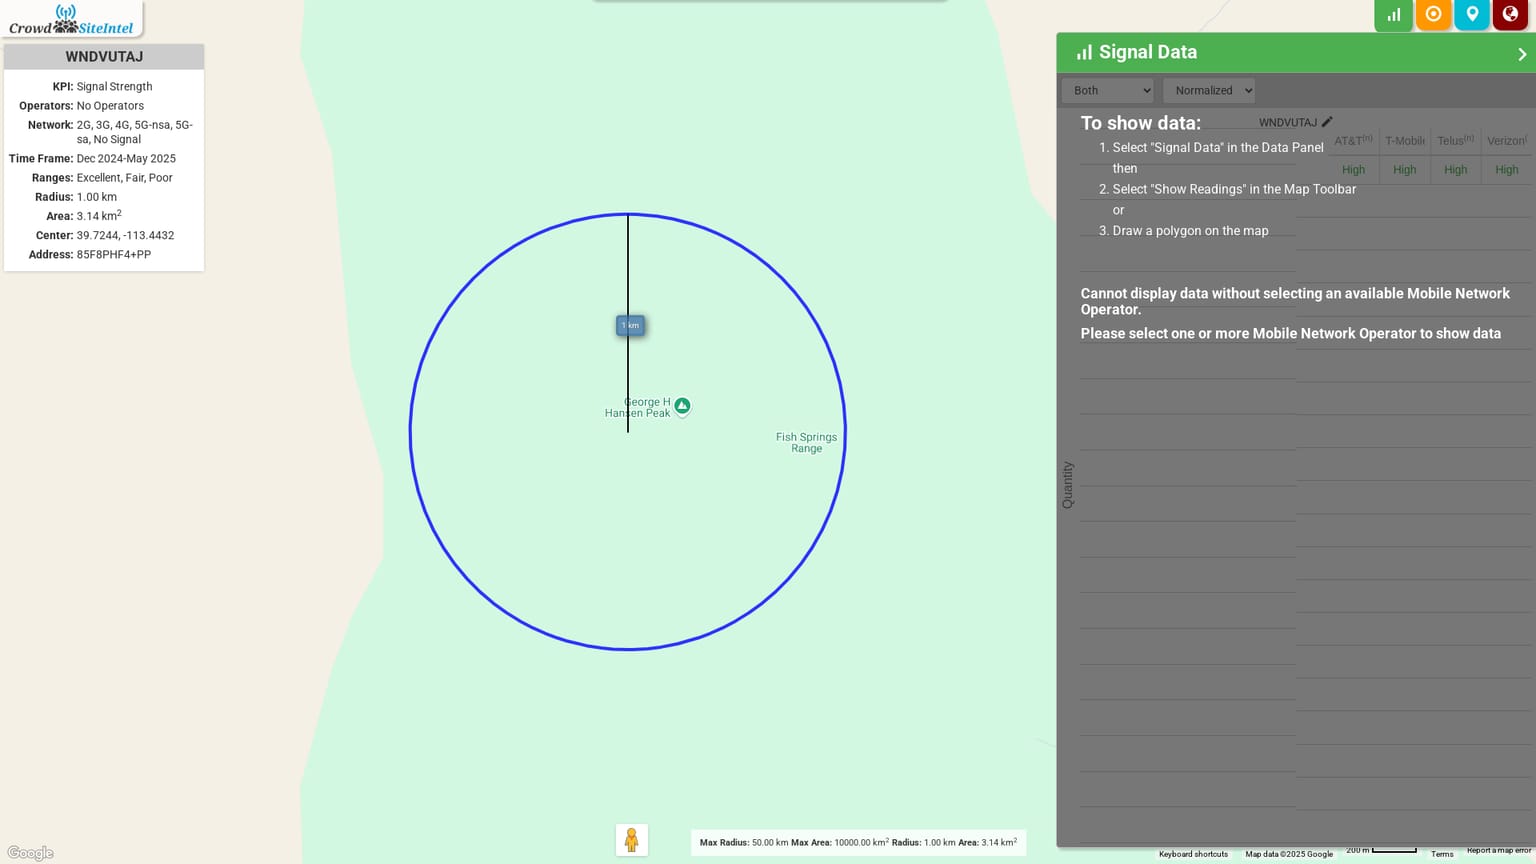 Crowd SiteIntel
WNDVUTAJ
KPI: Signal Strength
Operators: No Operators
Network: 2G, 3G, 4G, 5G-nsa, 5G-
sa, No Signal
Time Frame: Dec 2024-May 2025
Ranges: Excellent, Fair, Poor
Radius: 1.00 km
Area: 3.14 km²
Center: 39.7244, -113.4432
Address: 85F8PHF4+PP
1 km
George H
Hansen Peak
Fish Springs
Range
Signal Data
Both Normalized
To show data:
WNDVUTAJ
AT&T(n) T-Mobile Telus(n) Verizon(
High High High High
1. Select "Signal Data" in the Data Panel
then
2. Select "Show Readings" in the Map Toolbar
or
3. Draw a polygon on the map
Cannot display data without selecting an available Mobile Network
Operator.
Please select one or more Mobile Network Operator to show data
Quantity
Google
Max Radius: 50.00 km Max Area: 10000.00 km² Radius: 1.00 km Area: 3.14 km²
Keyboard shortcuts Map data ©2025 Google 200 m Terms Report a map error